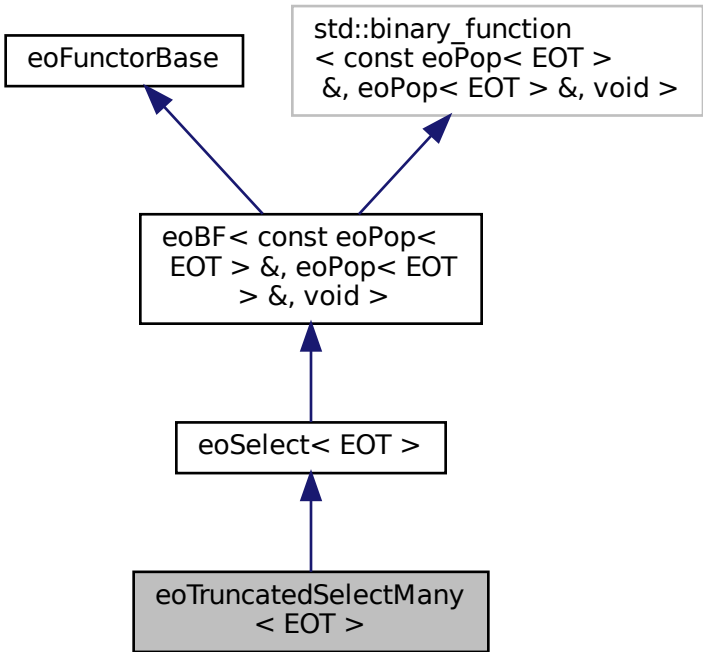 eoFunctorBase
std::binary_function
< const eoPop< EOT >
&, eoPop< EOT > &, void >
eoBF< const eoPop<
EOT > &, eoPop< EOT
> &, void >
eoSelect< EOT >
eoTruncatedSelectMany
< EOT >